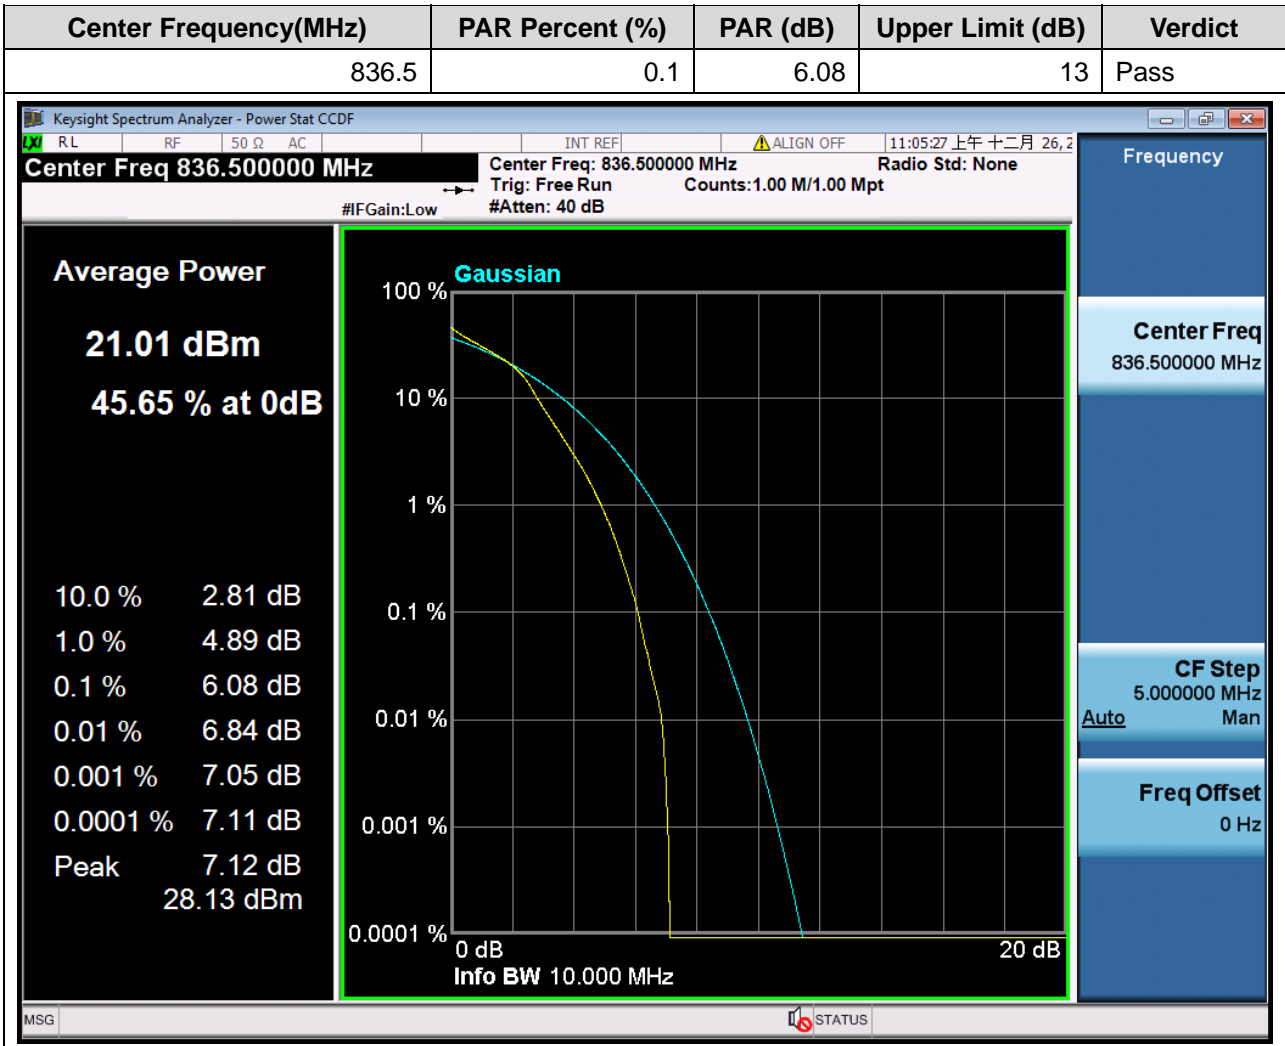 Center Frequency(MHz) PAR Percent (%) PAR (dB) Upper Limit (dB) Verdict
836.5 0.1 6.08 13 Pass
Keysight Spectrum Analyzer - Power Stat CCDF
LXI RL RF 50 Ω AC INT REF ALIGN OFF 11:05:27 上午 十二月 26, 2
Center Freq 836.500000 MHz
Center Freq: 836.500000 MHz Radio Std: None
Trig: Free Run Counts:1.00 M/1.00 Mpt
#IFGain:Low #Atten: 40 dB
Average Power
21.01 dBm
45.65 % at 0dB
10.0 % 2.81 dB
1.0 % 4.89 dB
0.1 % 6.08 dB
0.01 % 6.84 dB
0.001 % 7.05 dB
0.0001 % 7.11 dB
Peak 7.12 dB
28.13 dBm
Gaussian
100 %
10 %
1 %
0.1 %
0.01 %
0.001 %
0.0001 %
0 dB 20 dB
Info BW 10.000 MHz
Frequency
Center Freq
836.500000 MHz
CF Step
5.000000 MHz
Auto Man
Freq Offset
0 Hz
MSG STATUS